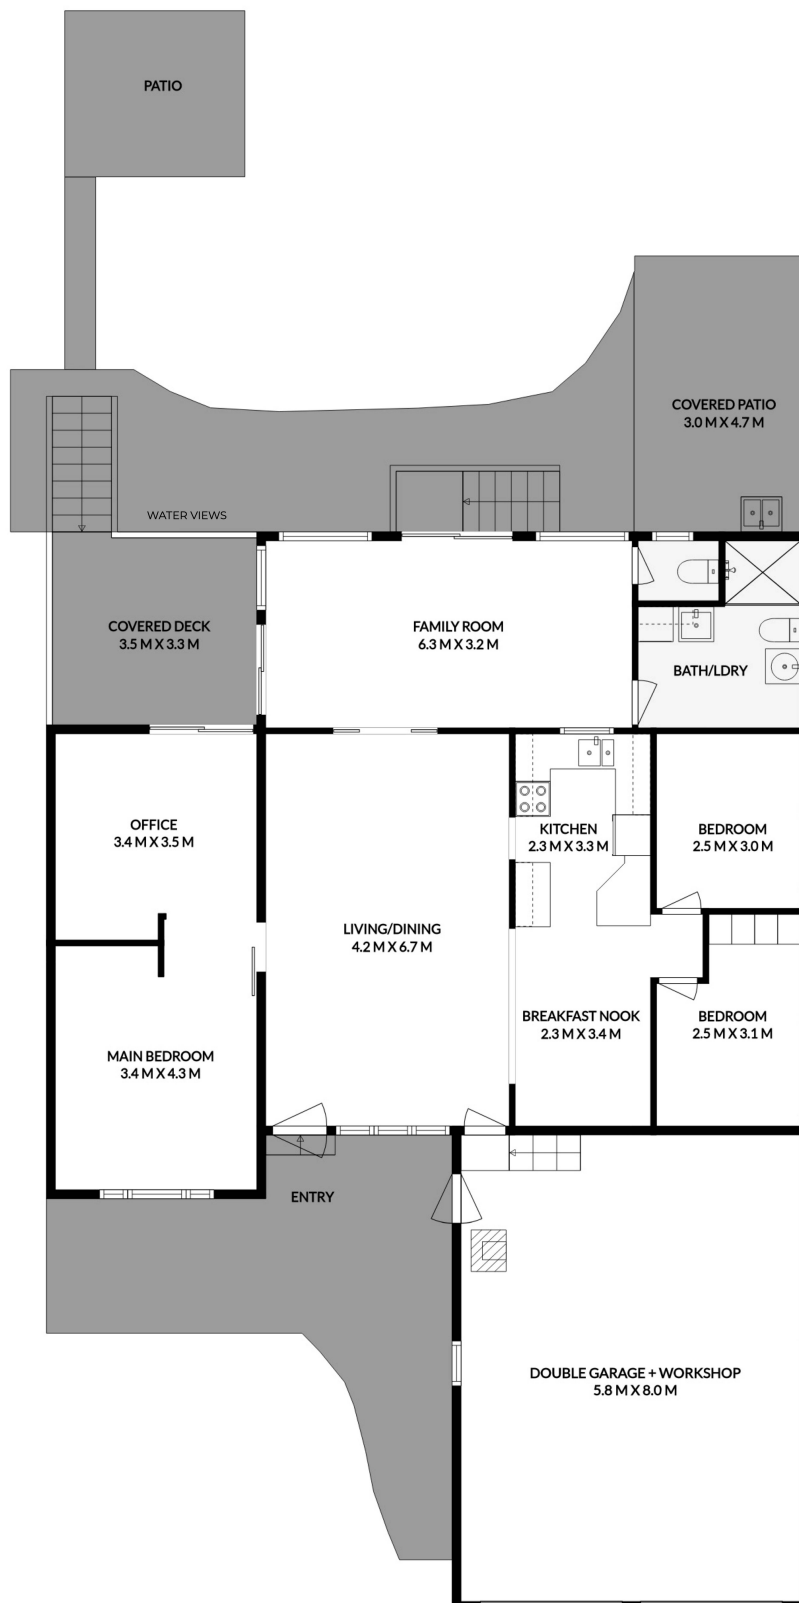 PATIO
COVERED PATIO
3.0 M X 4.7 M
WATER VIEWS
COVERED DECK
3.5 M X 3.3 M
FAMILY ROOM
6.3 M X 3.2 M
BATH/LDRY
OFFICE
3.4 M X 3.5 M
KITCHEN
2.3 M X 3.3 M
BEDROOM
2.5 M X 3.0 M
LIVING/DINING
4.2 M X 6.7 M
BREAKFAST NOOK
2.3 M X 3.4 M
BEDROOM
2.5 M X 3.1 M
MAIN BEDROOM
3.4 M X 4.3 M
ENTRY
DOUBLE GARAGE + WORKSHOP
5.8 M X 8.0 M